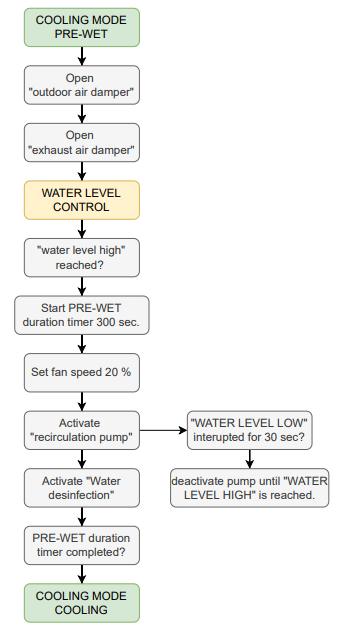 COOLING MODE
PRE-WET
Open
"outdoor air damper"
Open
"exhaust air damper"
WATER LEVEL
CONTROL
"water level high"
reached?
Start PRE-WET
duration timer 300 sec.
Set fan speed 20 %
Activate
"recirculation pump"
"WATER LEVEL LOW"
interupted for 30 sec?
Activate "Water
desinfection"
deactivate pump until "WATER
LEVEL HIGH" is reached.
PRE-WET duration
timer completed?
COOLING MODE
COOLING